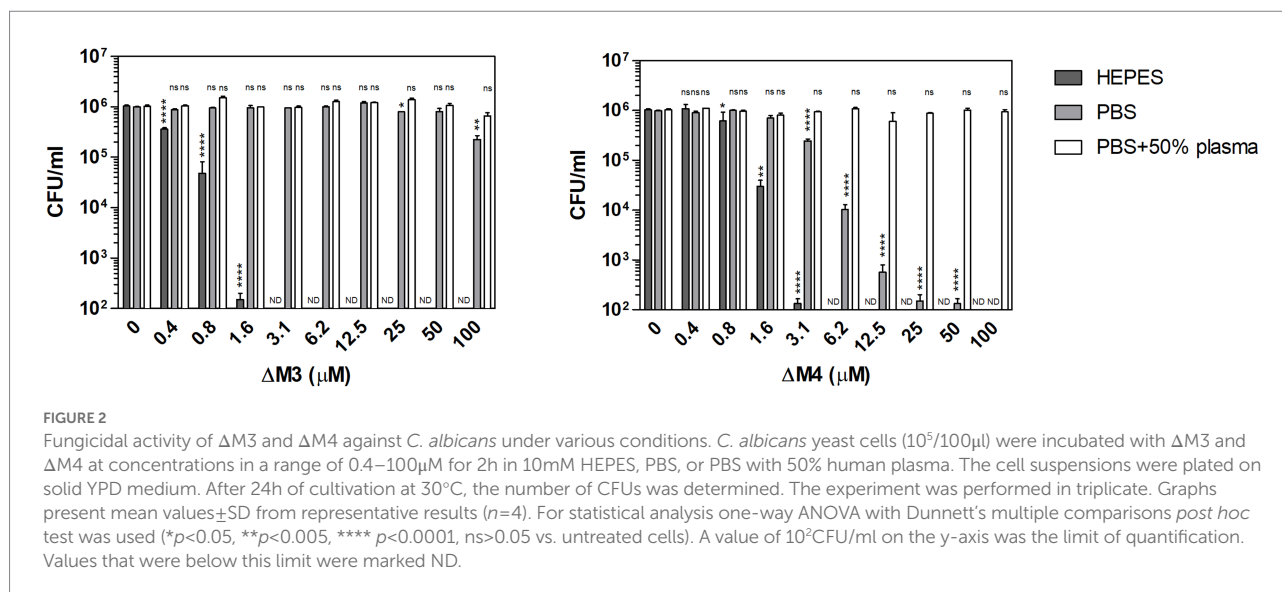 10⁷
10⁶
10⁵
10⁴
10³
10²
CFU/ml
**** ns ns
**** ns ns
**** ns ns
ND ns ns
ND ns ns
ND ns ns
ND * ns
ND ns ns
ND ** ns
0 0.4 0.8 1.6 3.1 6.2 12.5 25 50 100
ΔM3 (μM)
10⁷
10⁶
10⁵
10⁴
10³
10²
CFU/ml
ns ns ns
* ns ns
** ns ns
**** **** ns
ND **** ns
ND **** ns
ND **** ns
ND **** ns
ND ND ns
0 0.4 0.8 1.6 3.1 6.2 12.5 25 50 100
ΔM4 (μM)
HEPES
PBS
PBS+50% plasma
FIGURE 2
Fungicidal activity of ΔM3 and ΔM4 against C. albicans under various conditions. C. albicans yeast cells (10⁵/100μl) were incubated with ΔM3 and
ΔM4 at concentrations in a range of 0.4–100μM for 2h in 10mM HEPES, PBS, or PBS with 50% human plasma. The cell suspensions were plated on
solid YPD medium. After 24h of cultivation at 30°C, the number of CFUs was determined. The experiment was performed in triplicate. Graphs
present mean values±SD from representative results (n=4). For statistical analysis one-way ANOVA with Dunnett's multiple comparisons post hoc
test was used (*p<0.05, **p<0.005, **** p<0.0001, ns>0.05 vs. untreated cells). A value of 10²CFU/ml on the y-axis was the limit of quantification.
Values that were below this limit were marked ND.